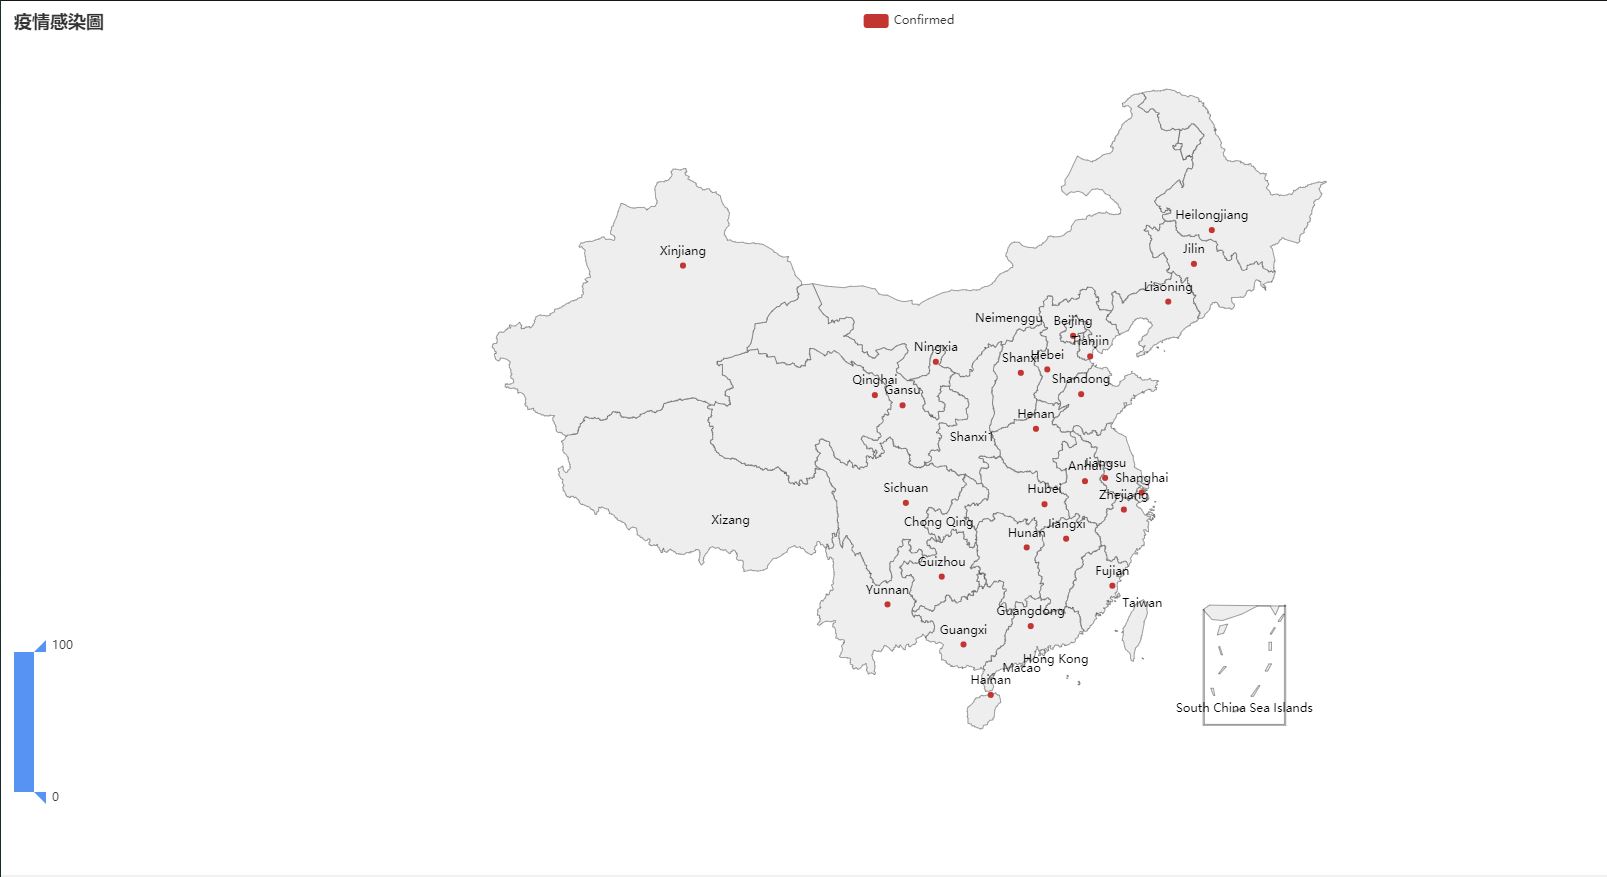 疫情感染圖
Confirmed
Heilongjiang
Jilin
Xinjiang
Liaoning
Neimenggu
Beijing
Tianjin
Ningxia
Shanxi
Hebei
Qinghai
Gansu
Shandong
Henan
Shanxi1
Anhui
Jiangsu
Shanghai
Sichuan
Hubei
Zhejiang
Xizang
Chong Qing
Jiangxi
Hunan
Guizhou
Fujian
Yunnan
Taiwan
Guangdong
Guangxi
Hong Kong
Macao
Hainan
South China Sea Islands
100
0